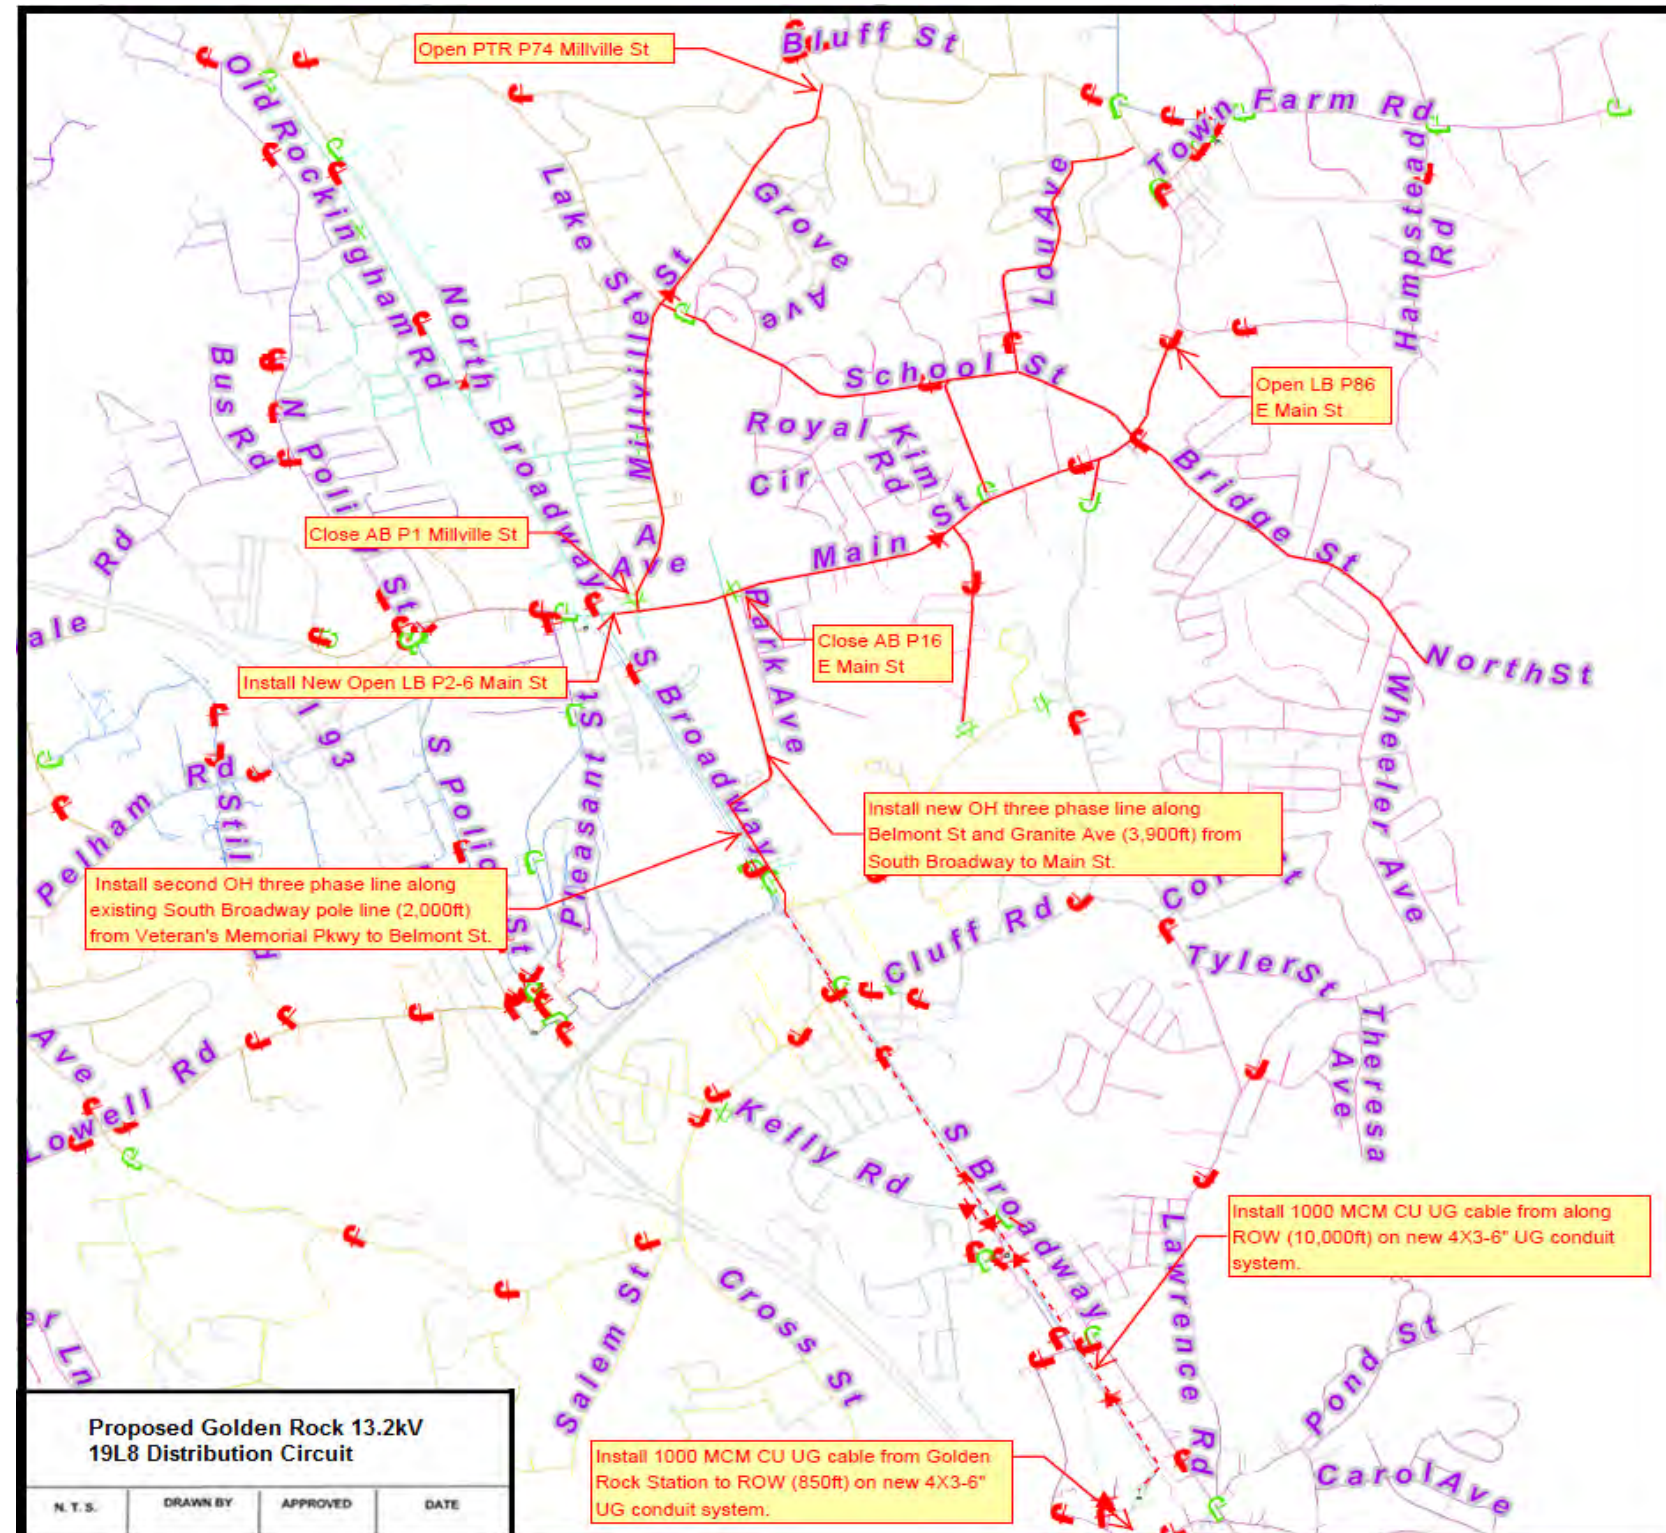 Open PTR P74 Millville St
Bluff St
Old Rockingham Rd
Town Farm Rd
Hampstead Rd
Lake St
Grove Ave
Lou Ave
North Broadway
Millville St
Bus Rd
N Poli
St
School St
Open LB P86
E Main St
Royal Cir
Kim Rd
Bridge St
Close AB P1 Millville St
A Ave
Main St
Rd
ale
Park Ave
Close AB P16
E Main St
North St
Install New Open LB P2-6 Main St
I 93
S Broadway
Pleasant St
Wheeler Ave
Pelham Rd
Stil
S Polic
St
Install new OH three phase line along
Belmont St and Granite Ave (3,900ft) from
South Broadway to Main St.
Install second OH three phase line along
existing South Broadway pole line (2,000ft)
from Veteran's Memorial Pkwy to Belmont St.
d
Co
t
Cluff Rd
Tyler St
Theresa Ave
Ave
Lowell Rd
Kelly Rd
S Broadway
Lawrence Rd
Install 1000 MCM CU UG cable from along
ROW (10,000ft) on new 4X3-6" UG conduit
system.
Salem St
Cross St
er Ln
Pond St
Carol Ave
Install 1000 MCM CU UG cable from Golden
Rock Station to ROW (850ft) on new 4X3-6"
UG conduit system.
Proposed Golden Rock 13.2kV
19L8 Distribution Circuit
N. T. S.
DRAWN BY
APPROVED
DATE